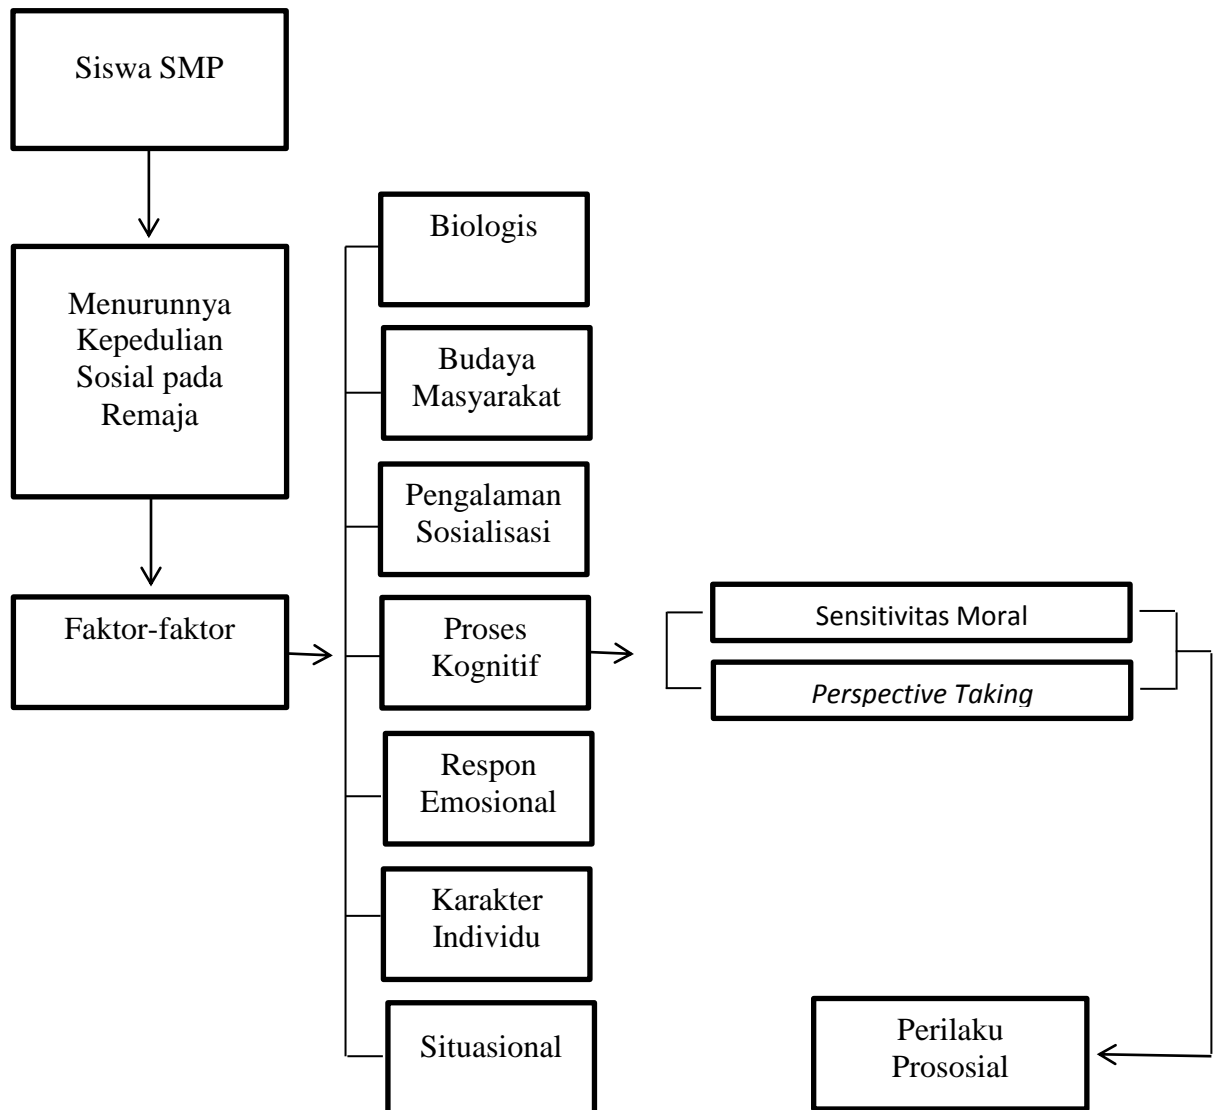 Siswa SMP
Menurunnya
Kepedulian
Sosial pada
Remaja
Faktor-faktor
Biologis
Budaya
Masyarakat
Pengalaman
Sosialisasi
Proses
Kognitif
Respon
Emosional
Karakter
Individu
Situasional
Sensitivitas Moral
Perspective Taking
Perilaku
Prososial